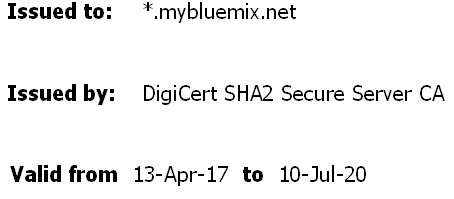 Issued to: *.mybluemix.net
Issued by: DigiCert SHA2 Secure Server CA
Valid from 13-Apr-17 to 10-Jul-20